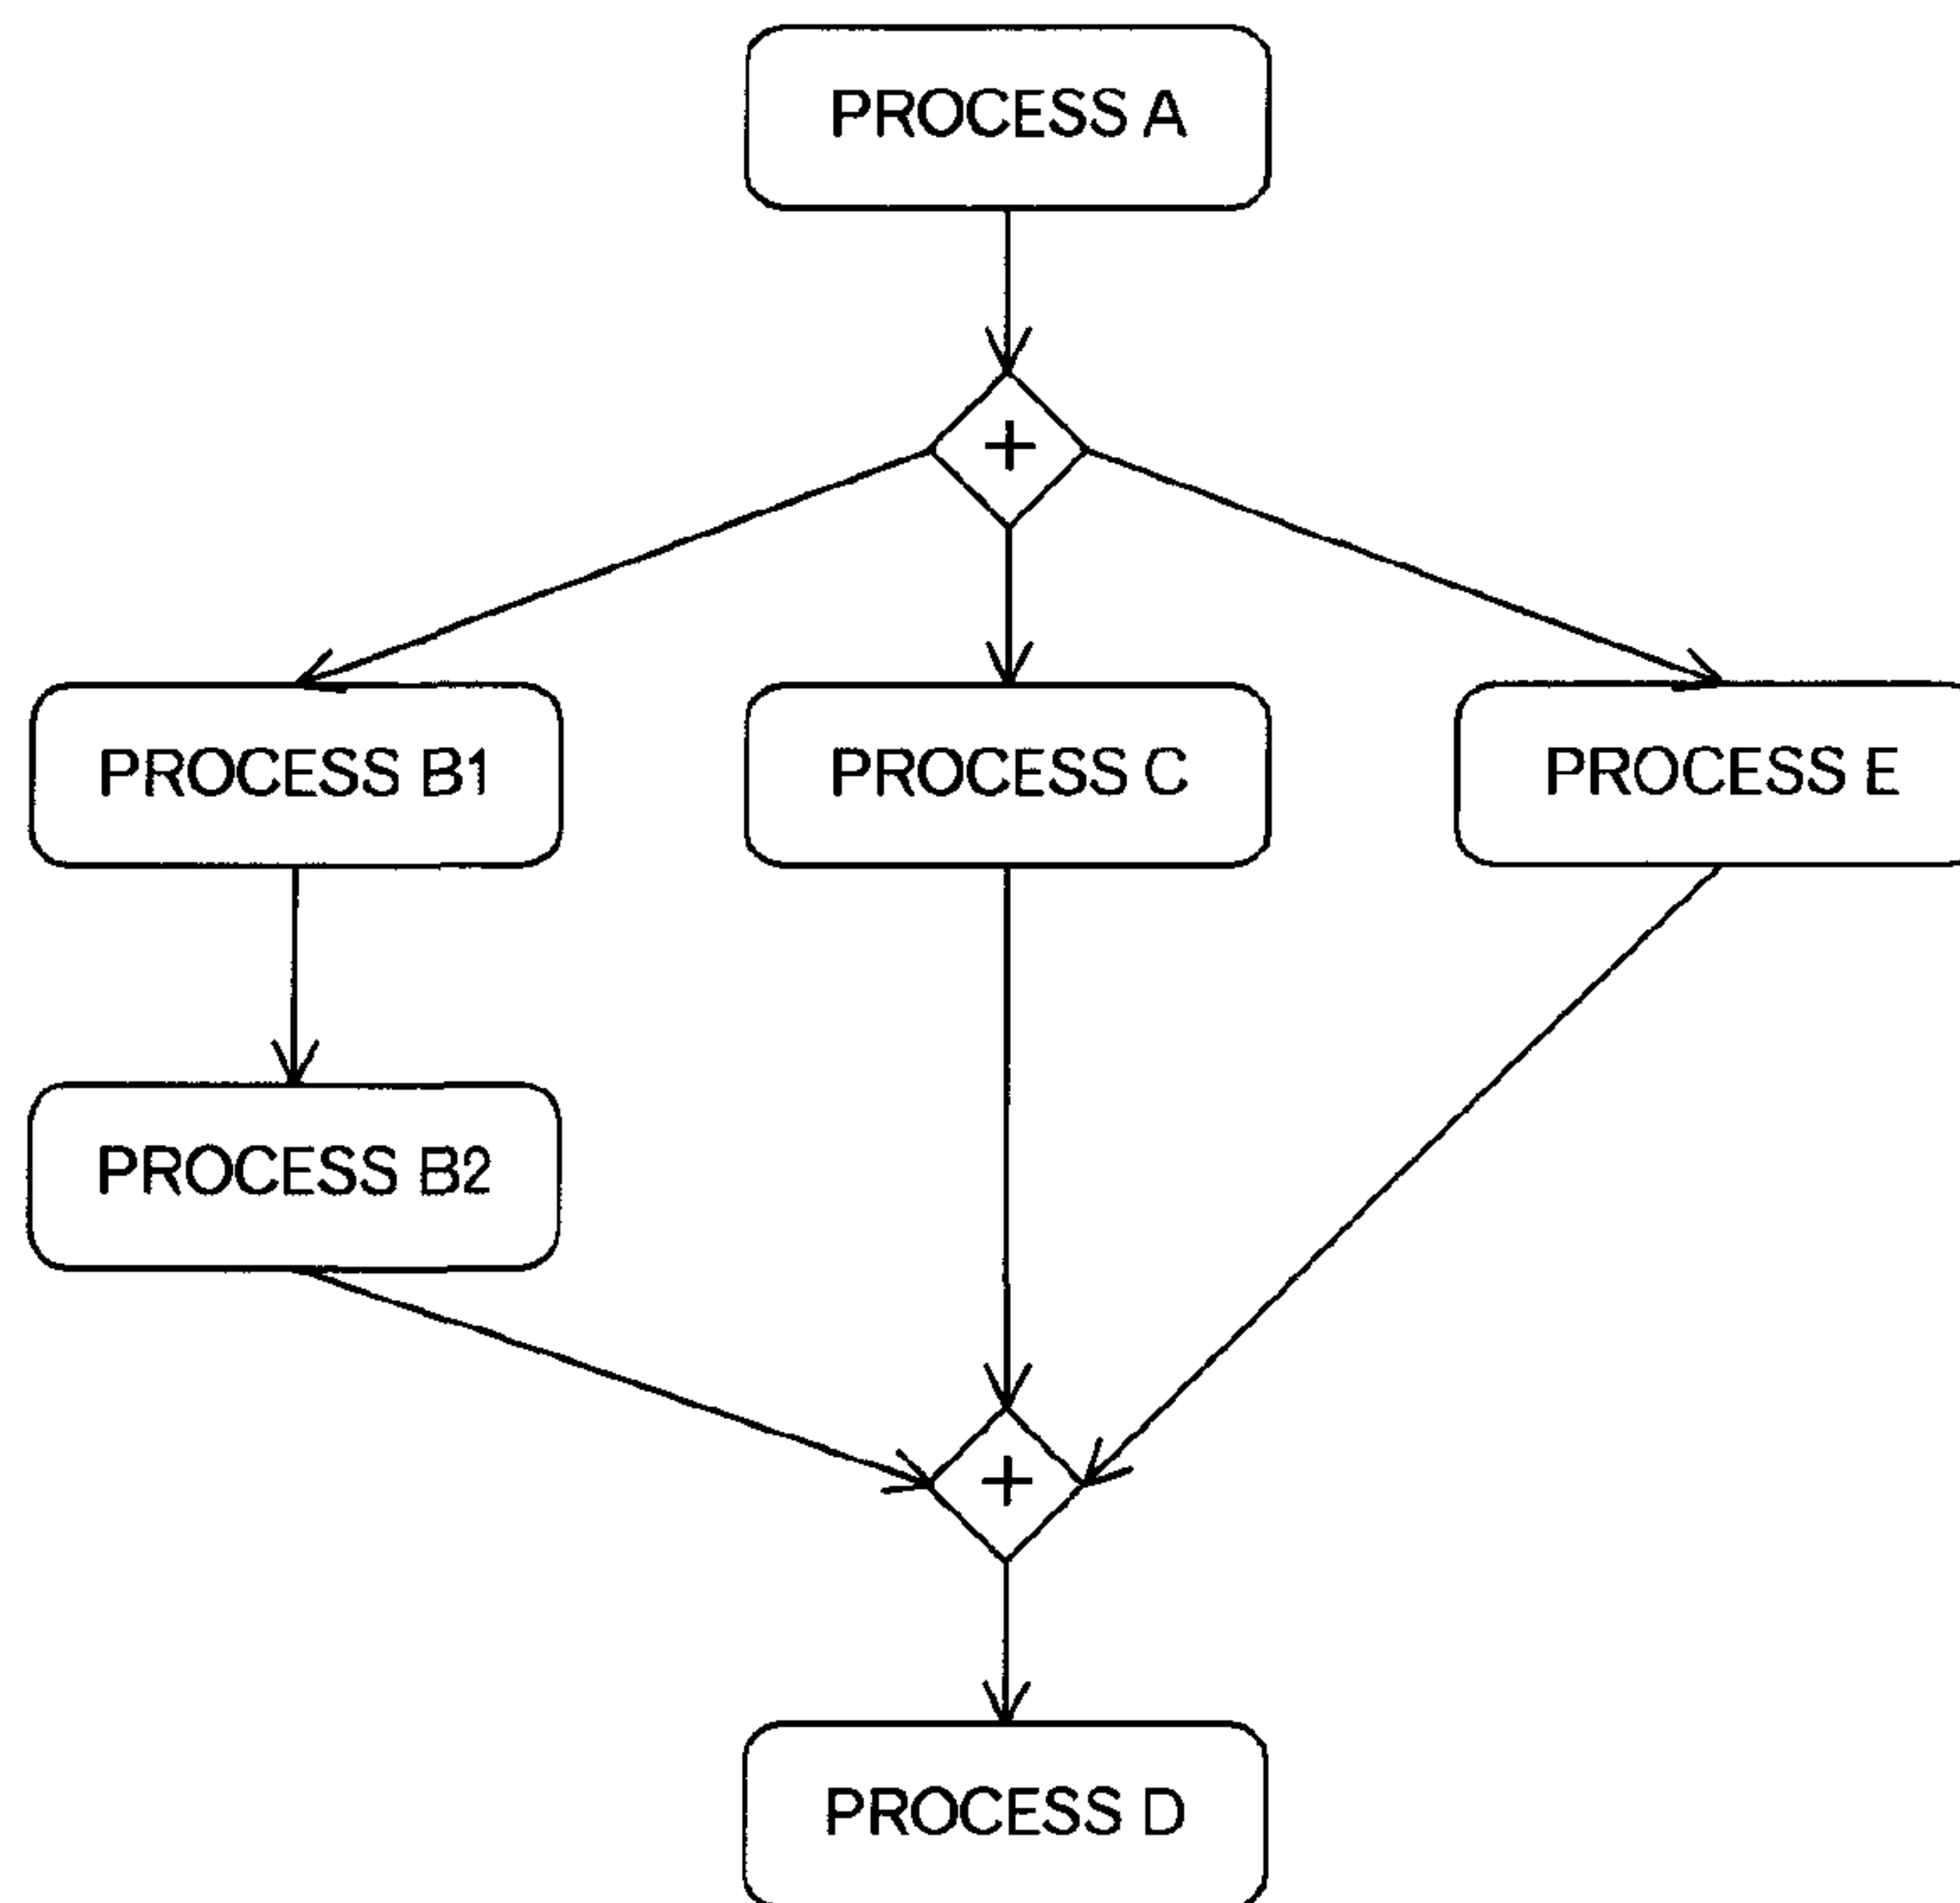 PROCESS A
+
PROCESS B1
PROCESS C
PROCESS E
PROCESS B2
+
PROCESS D